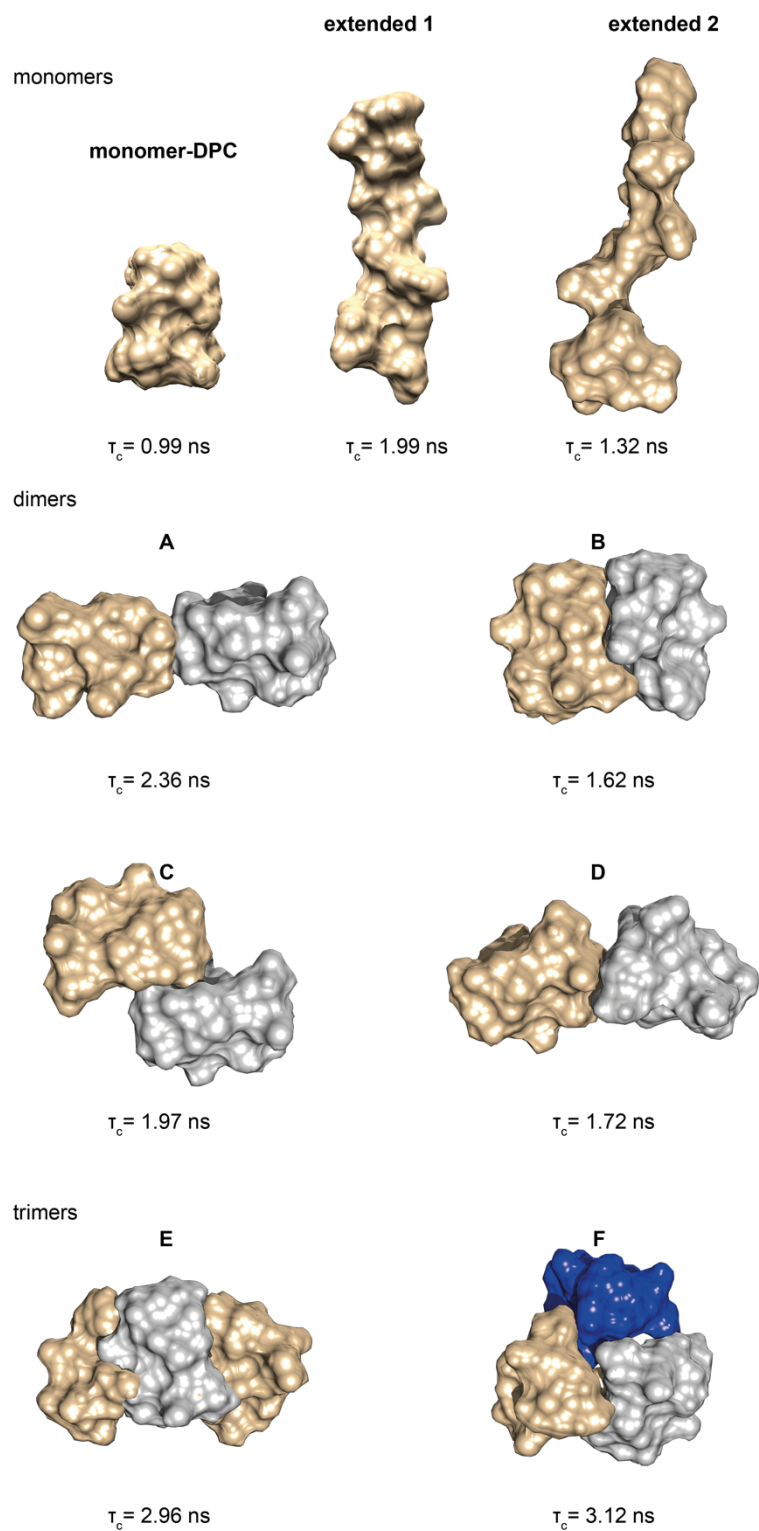 extended 1 extended 2
monomers
monomer-DPC
τc= 0.99 ns τc= 1.99 ns τc= 1.32 ns
dimers
A B
τc= 2.36 ns τc= 1.62 ns
C D
τc= 1.97 ns τc= 1.72 ns
trimers
E F
τc= 2.96 ns τc= 3.12 ns